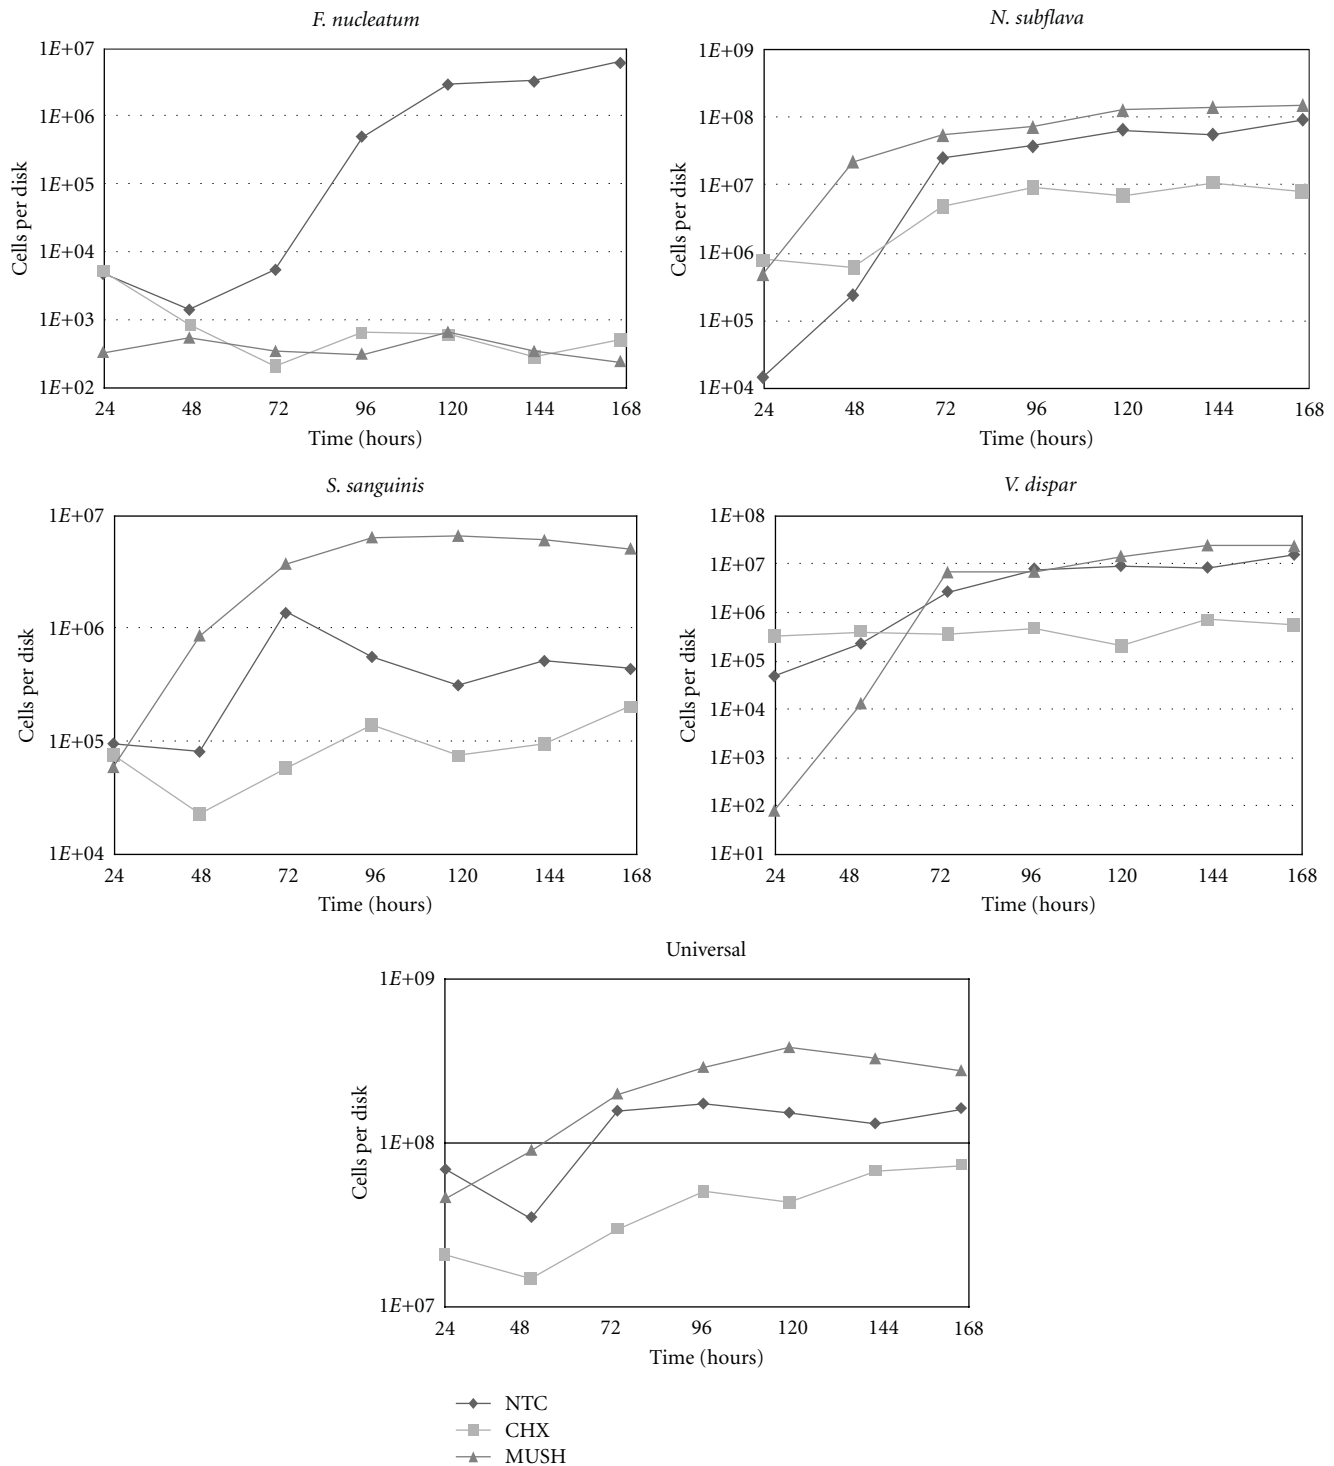 F. nucleatum
1E+07
1E+06
1E+05
1E+04
1E+03
1E+02
Cells per disk
24 48 72 96 120 144 168
Time (hours)
N. subflava
1E+09
1E+08
1E+07
1E+06
1E+05
1E+04
Cells per disk
24 48 72 96 120 144 168
Time (hours)
S. sanguinis
1E+07
1E+06
1E+05
1E+04
Cells per disk
24 48 72 96 120 144 168
Time (hours)
V. dispar
1E+08
1E+07
1E+06
1E+05
1E+04
1E+03
1E+02
1E+01
Cells per disk
24 48 72 96 120 144 168
Time (hours)
Universal
1E+09
1E+08
1E+07
Cells per disk
24 48 72 96 120 144 168
Time (hours)
NTC
CHX
MUSH